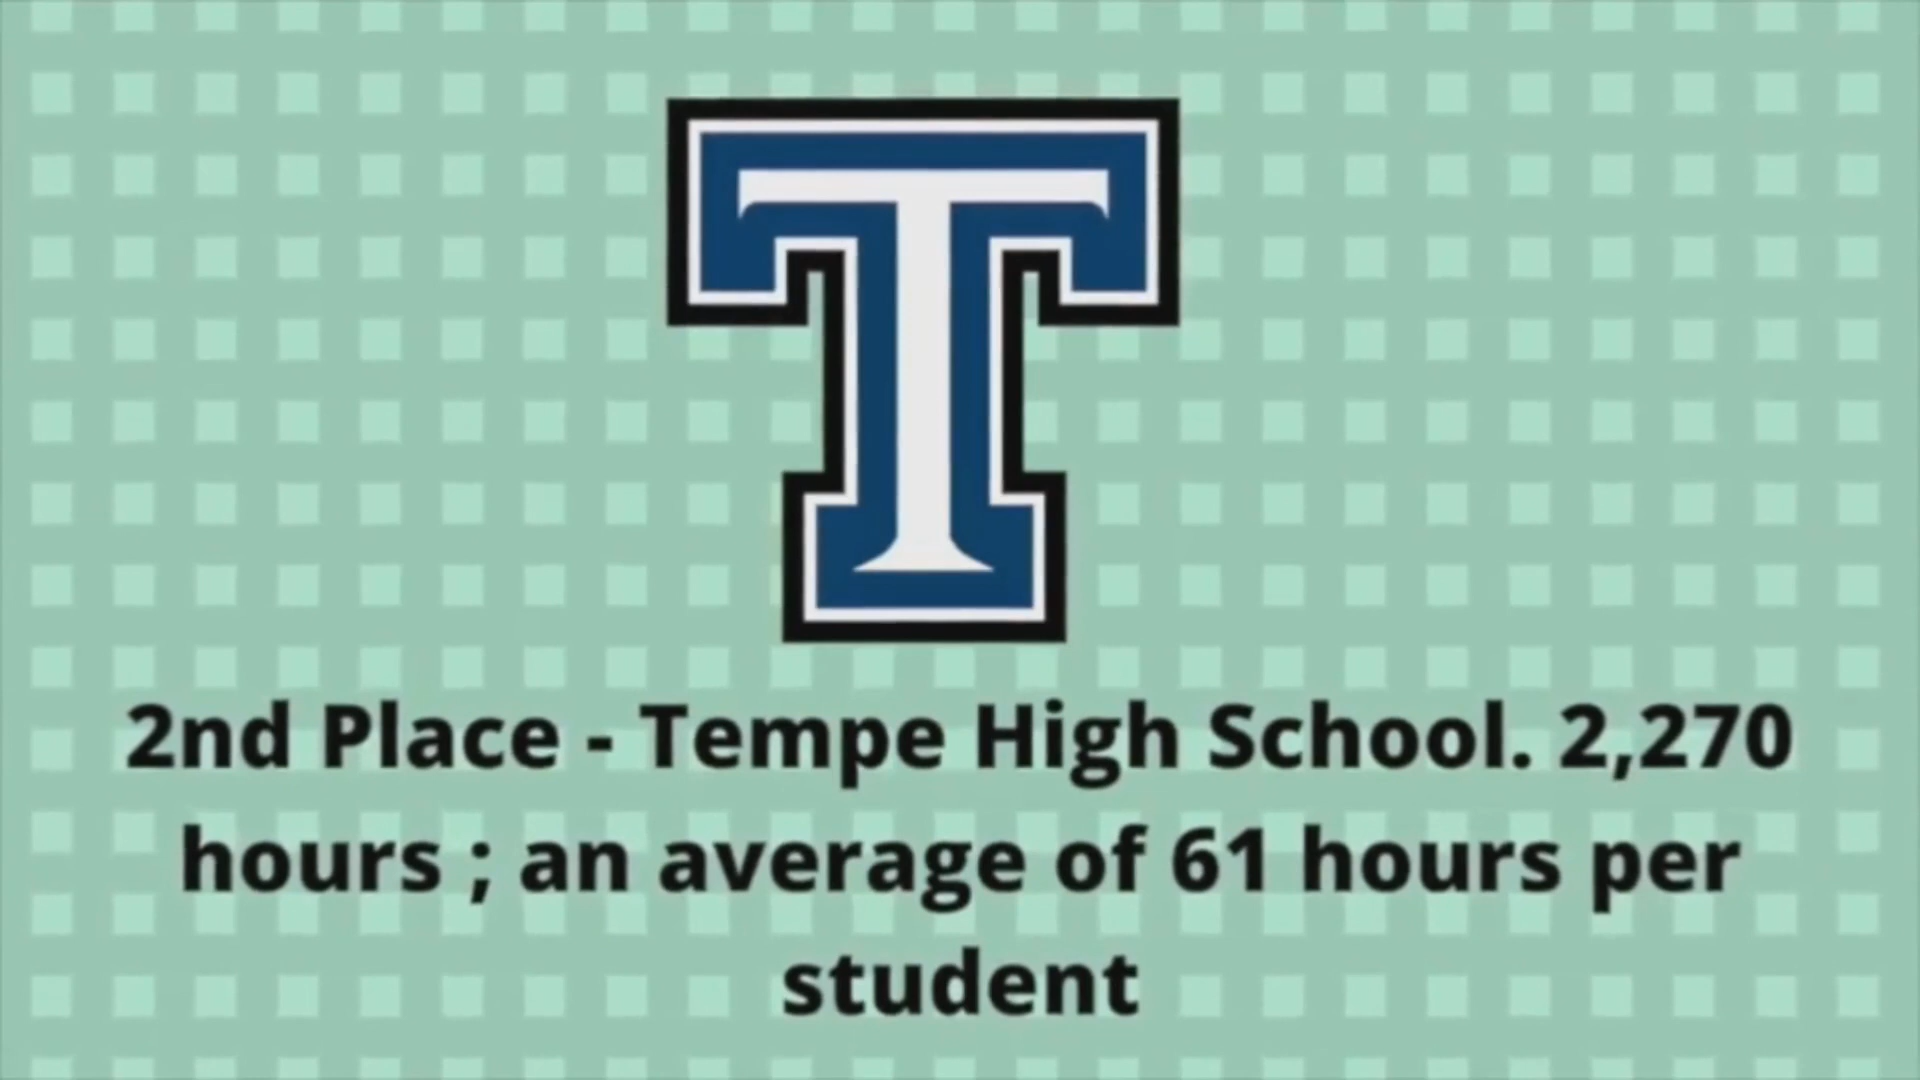 T
2nd Place - Tempe High School. 2,270
hours ; an average of 61 hours per
student